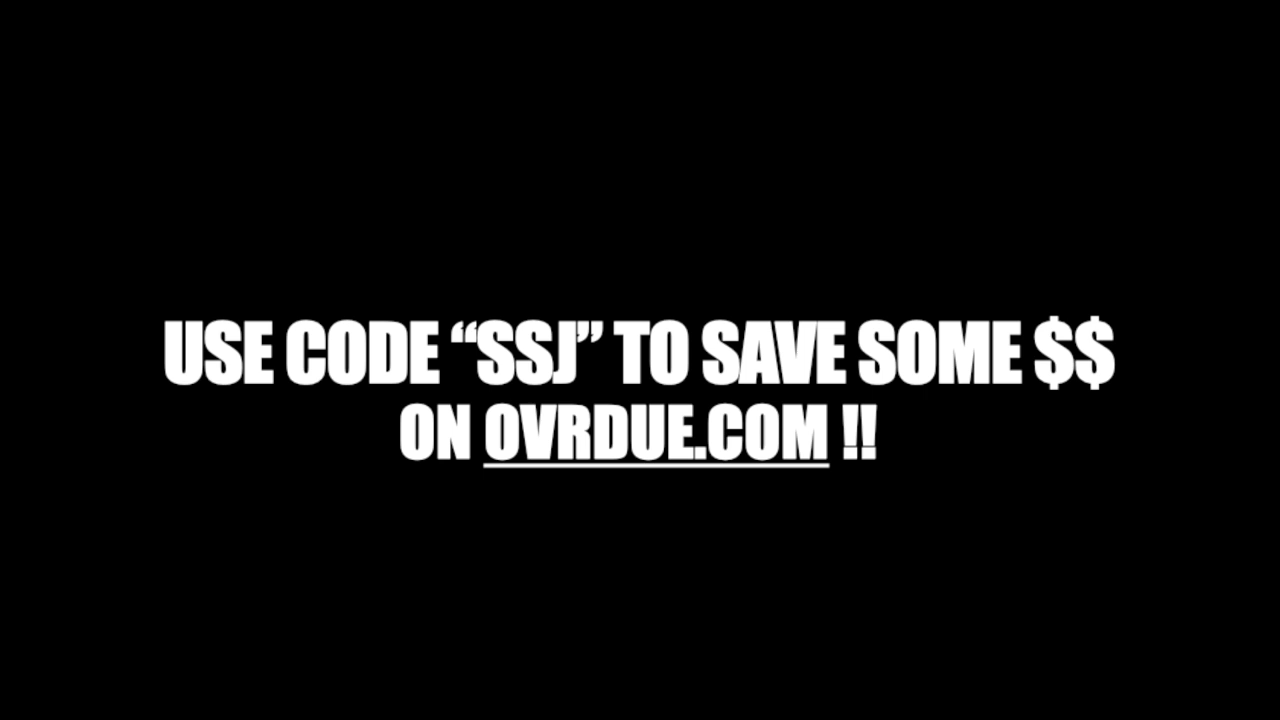 USE CODE “SSJ” TO SAVE SOME $$
ON OVRDUE.COM !!